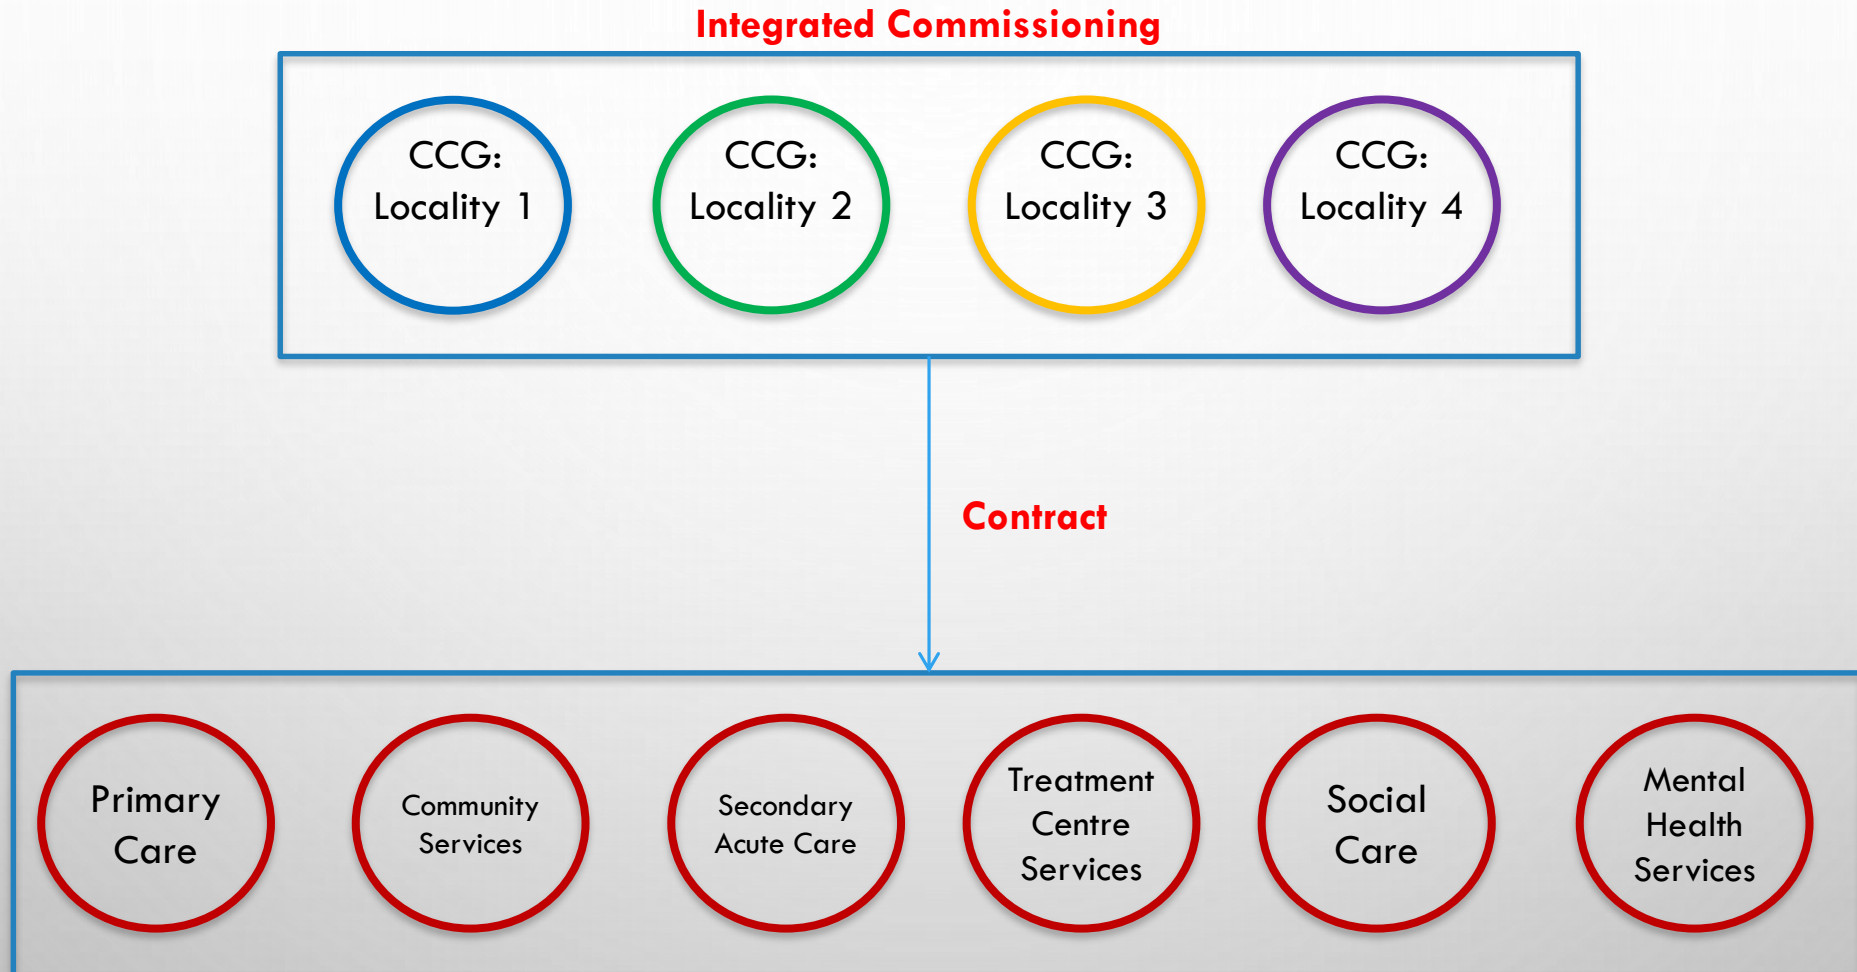 Integrated Commissioning
CCG:
Locality 1
CCG:
Locality 2
CCG:
Locality 3
CCG:
Locality 4
Contract
Primary
Care
Community
Services
Secondary
Acute Care
Treatment
Centre
Services
Social
Care
Mental
Health
Services